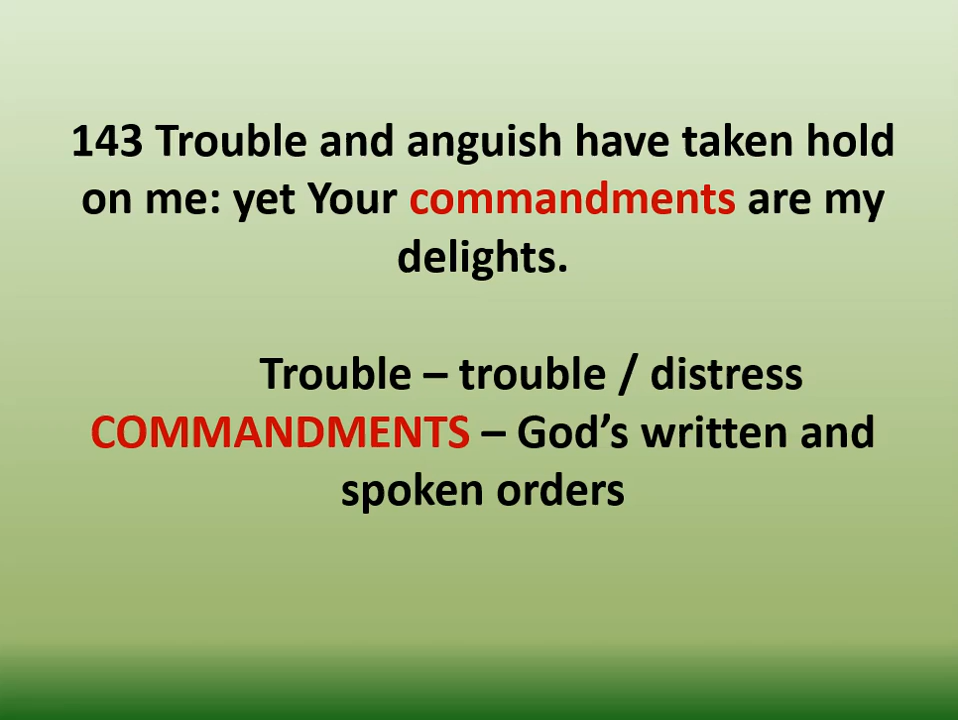 143 Trouble and anguish have taken hold
on me: yet Your commandments are my
delights.
Trouble – trouble / distress
COMMANDMENTS – God’s written and
spoken orders